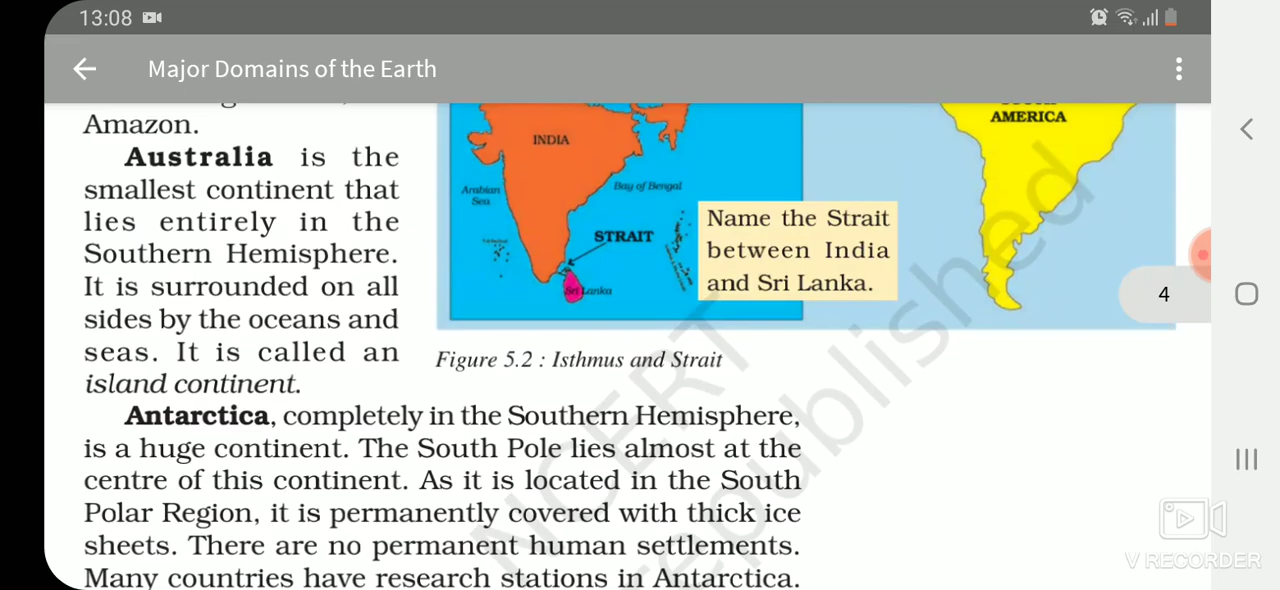 13:08
Major Domains of the Earth
Amazon.
Australia is the
smallest continent that
lies entirely in the
Southern Hemisphere.
It is surrounded on all
sides by the oceans and
seas. It is called an
island continent.
INDIA
Arabian
Sea
Bay of Bengal
STRAIT
Sri Lanka
Name the Strait
between India
and Sri Lanka.
AMERICA
4
Figure 5.2 : Isthmus and Strait
Antarctica, completely in the Southern Hemisphere,
is a huge continent. The South Pole lies almost at the
centre of this continent. As it is located in the South
Polar Region, it is permanently covered with thick ice
sheets. There are no permanent human settlements.
Many countries have research stations in Antarctica.
NCERT
republished
V RECORDER